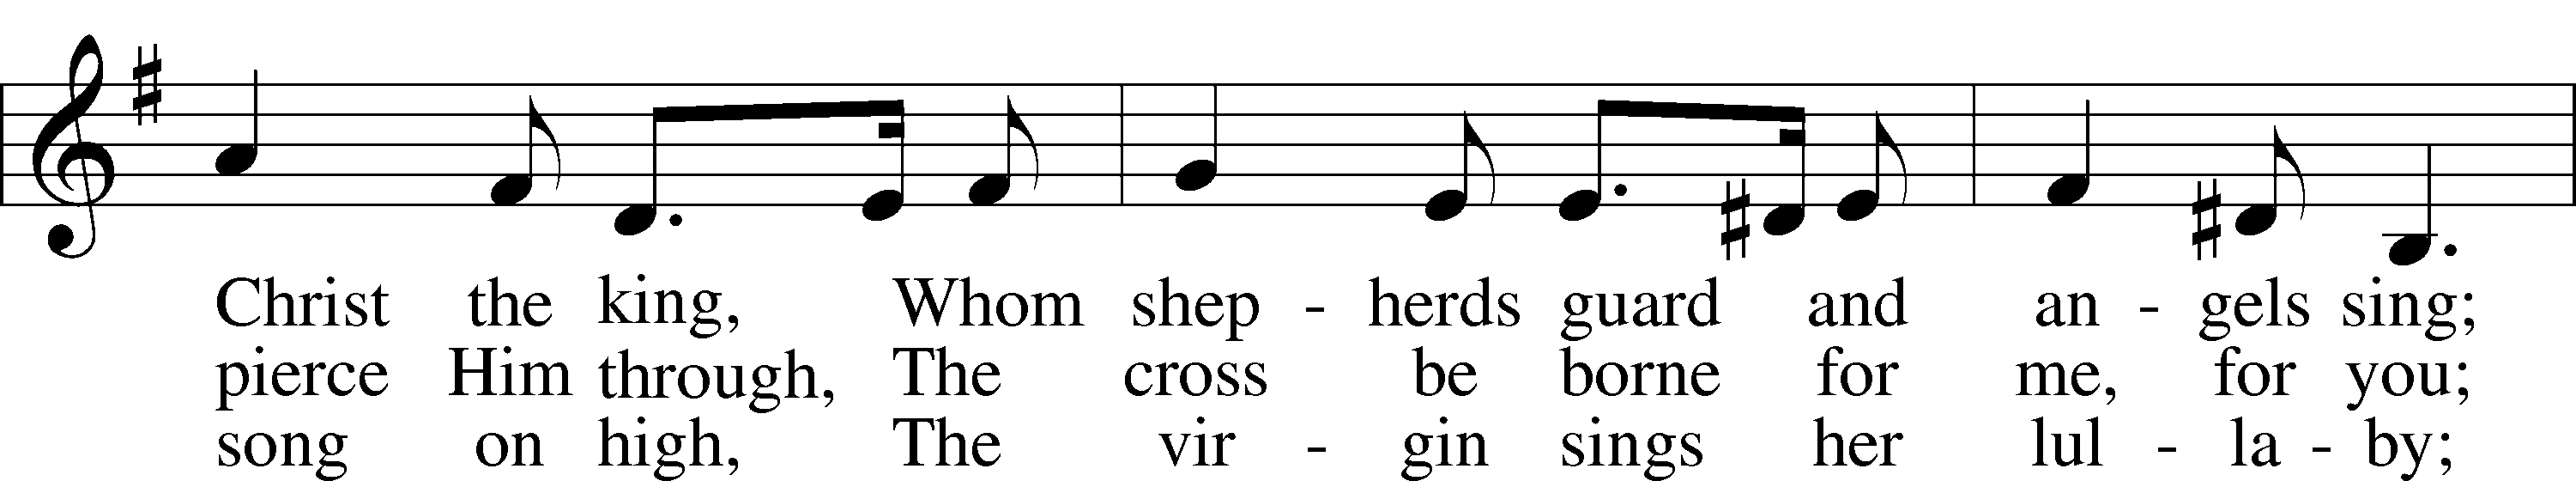 Christ the king, Whom shep - herds guard and an - gels sing;
pierce Him through, The cross be borne for me, for you;
song on high, The vir - gin sings her lul - la - by;